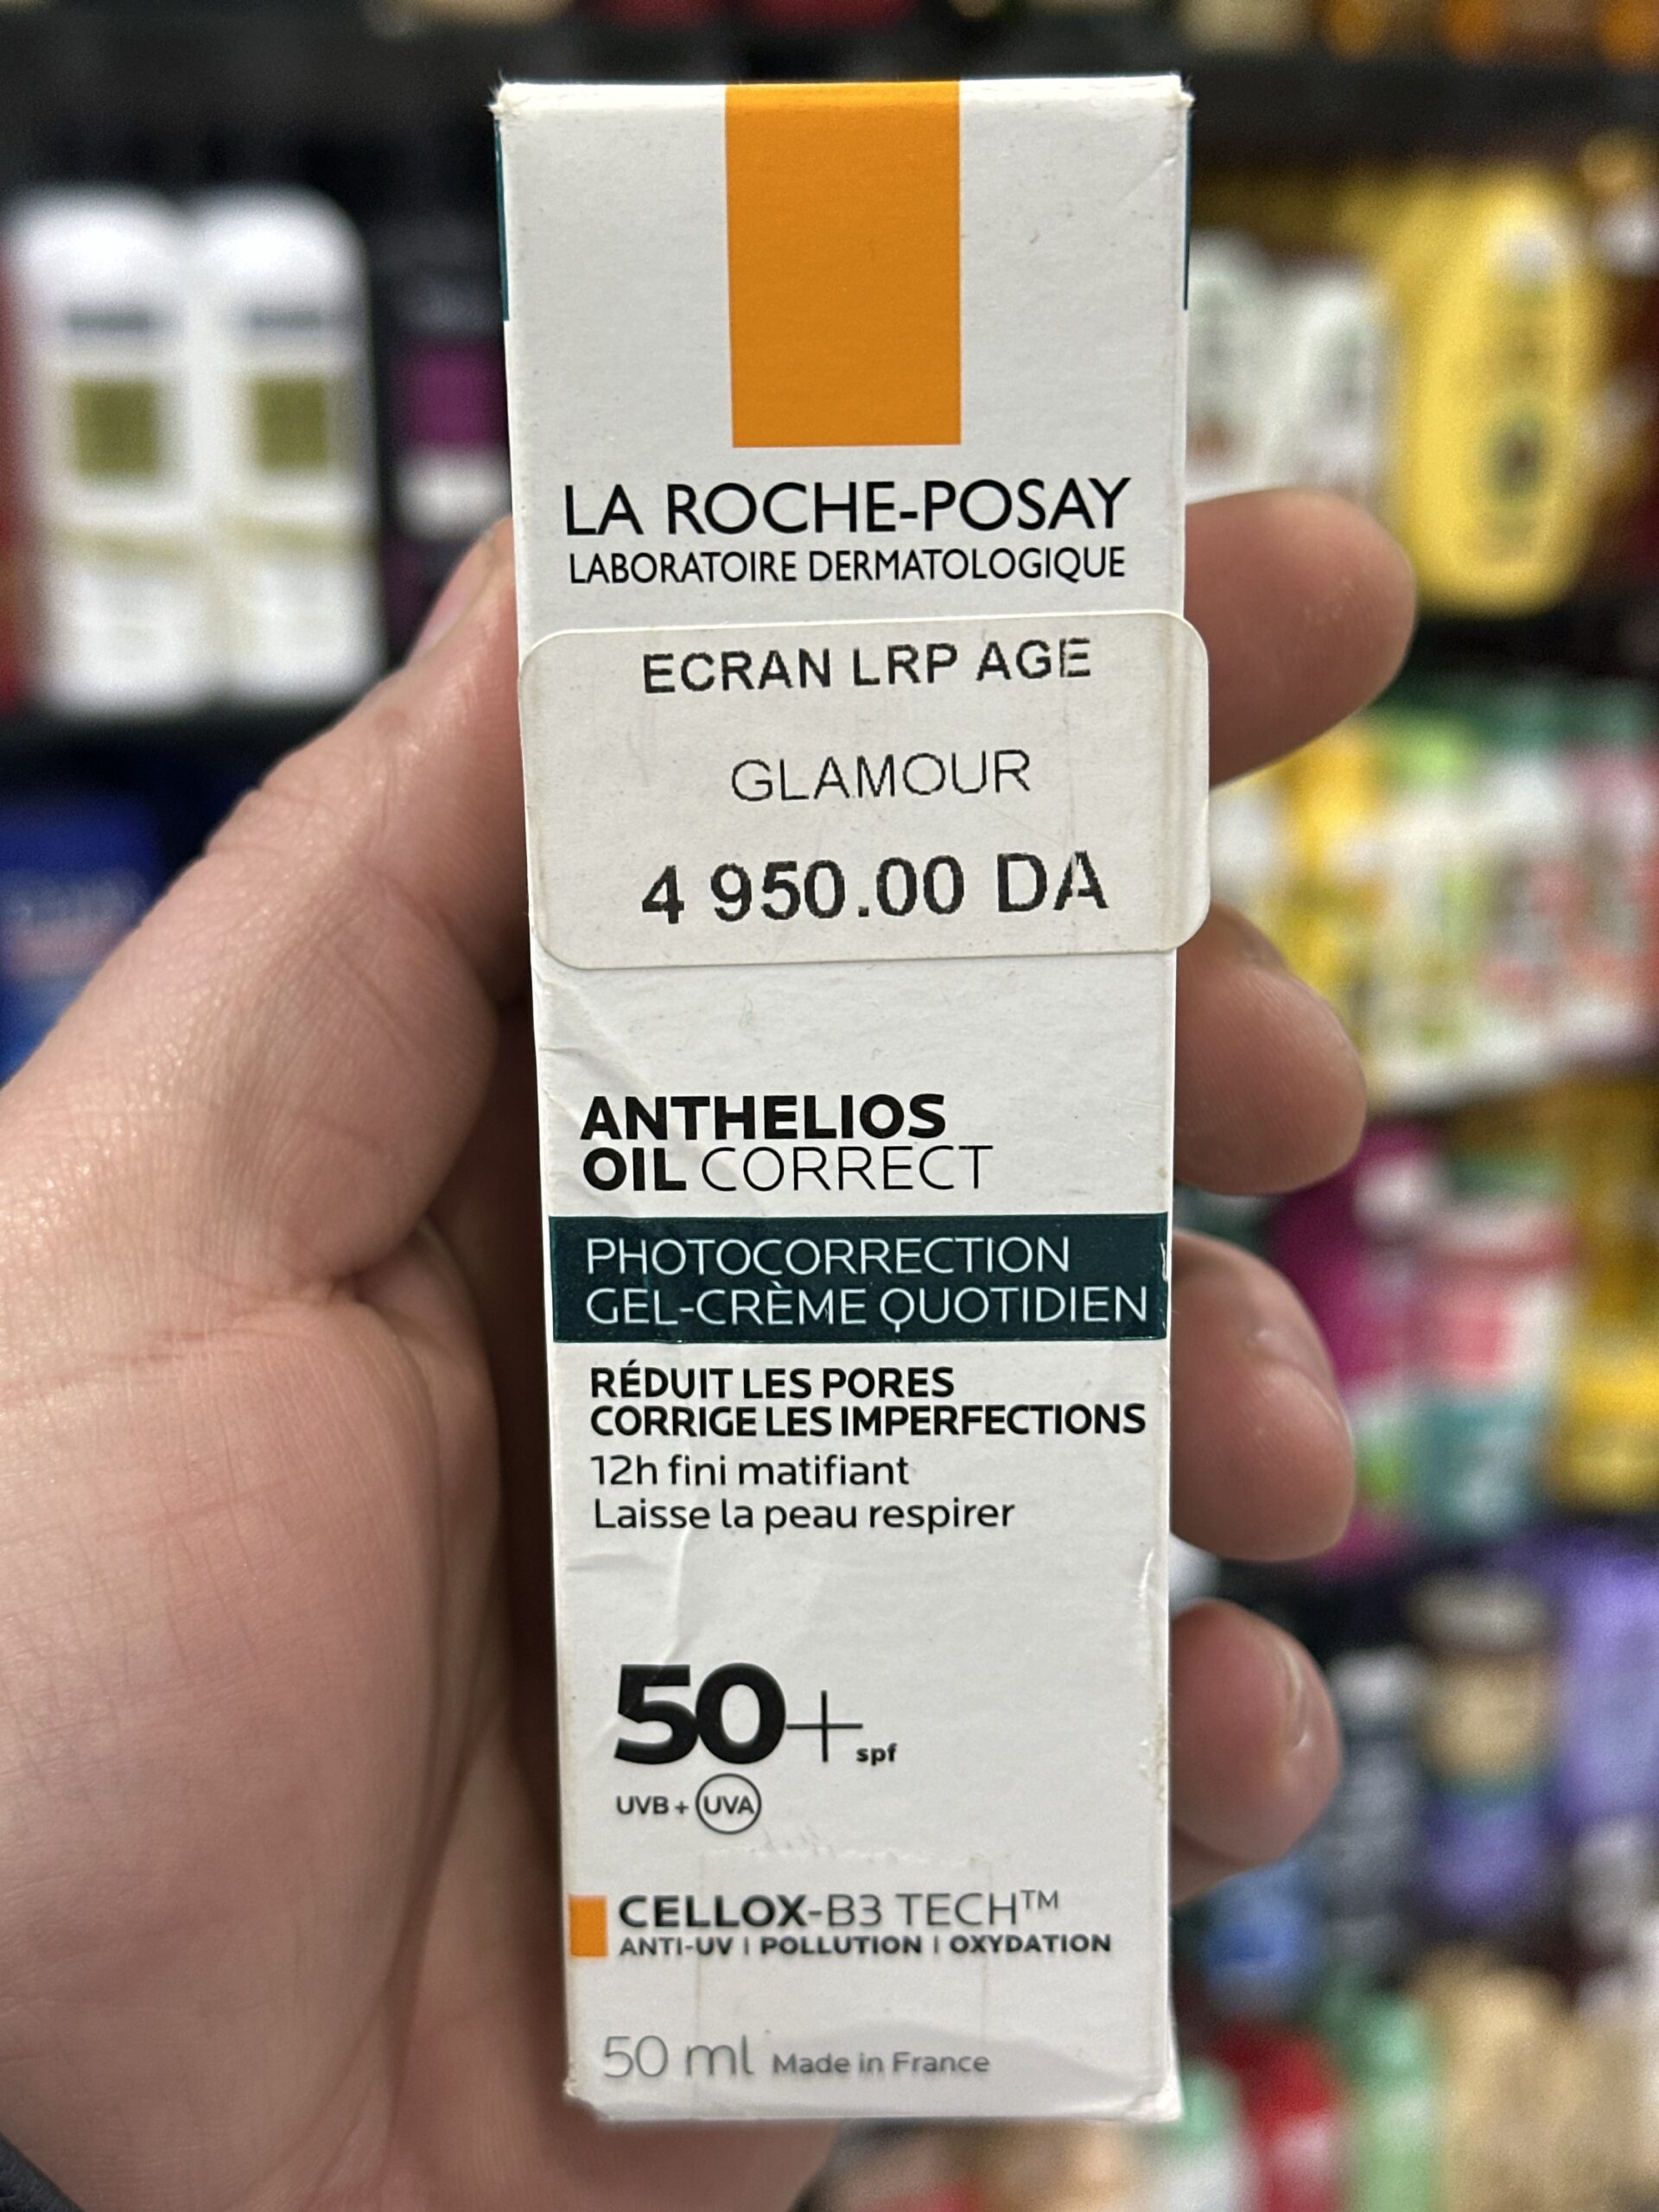 LA ROCHE-POSAY
LABORATOIRE DERMATOLOGIQUE
ECRAN LRP AGE
GLAMOUR
4 950.00 DA
ANTHELIOS
OIL CORRECT
PHOTOCORRECTION
GEL-CRÈME QUOTIDIEN
RÉDUIT LES PORES
CORRIGE LES IMPERFECTIONS
12h fini matifiant
Laisse la peau respirer
50+ spf
UVB + UVA
CELLOX-B3 TECH™
ANTI-UV | POLLUTION | OXYDATION
50 ml Made in France